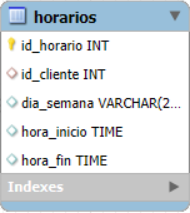 horarios
id_horario INT
id_cliente INT
dia_semana VARCHAR(2...
hora_inicio TIME
hora_fin TIME
Indexes